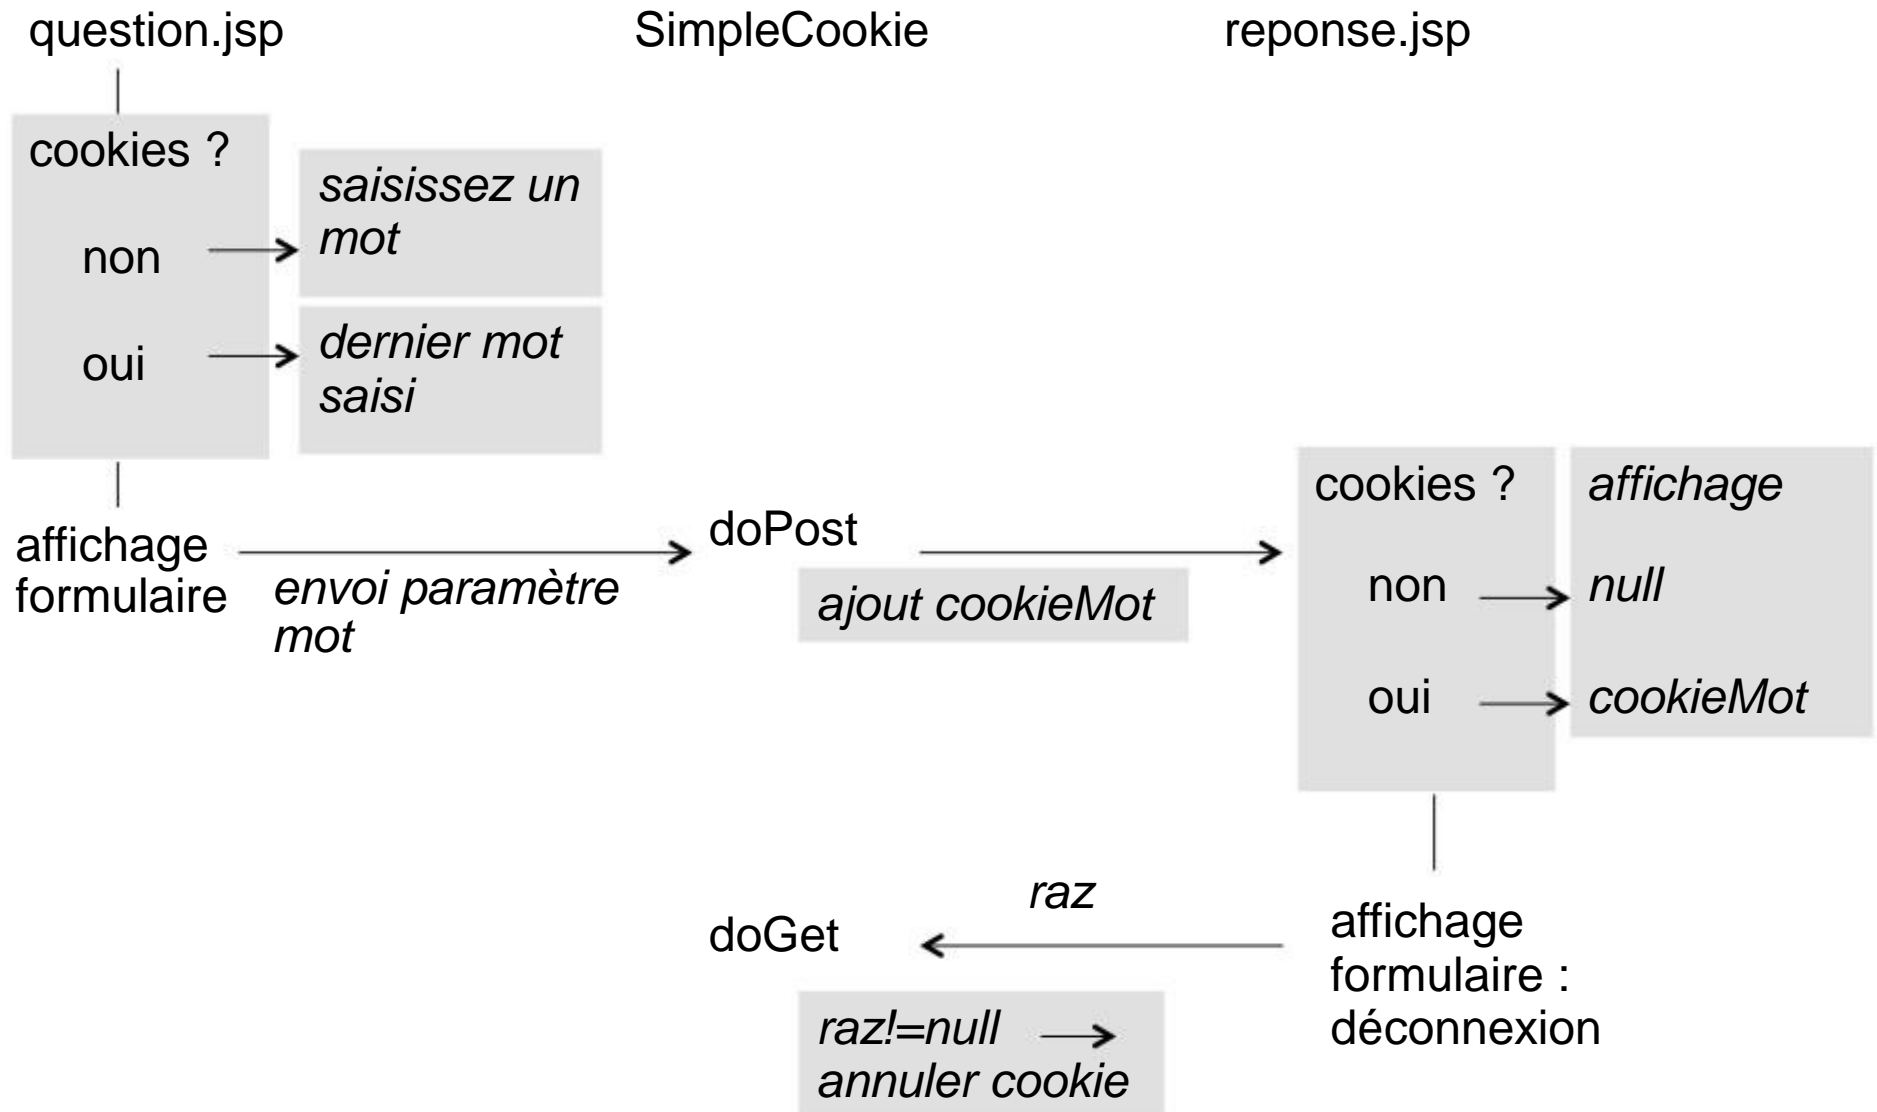 question.jsp
SimpleCookie
reponse.jsp
cookies ?
non
saisissez un
mot
oui
dernier mot
saisi
affichage
formulaire
envoi paramètre
mot
doPost
ajout cookieMot
cookies ?
affichage
non
null
oui
cookieMot
raz
doGet
affichage
formulaire :
déconnexion
raz!=null
annuler cookie